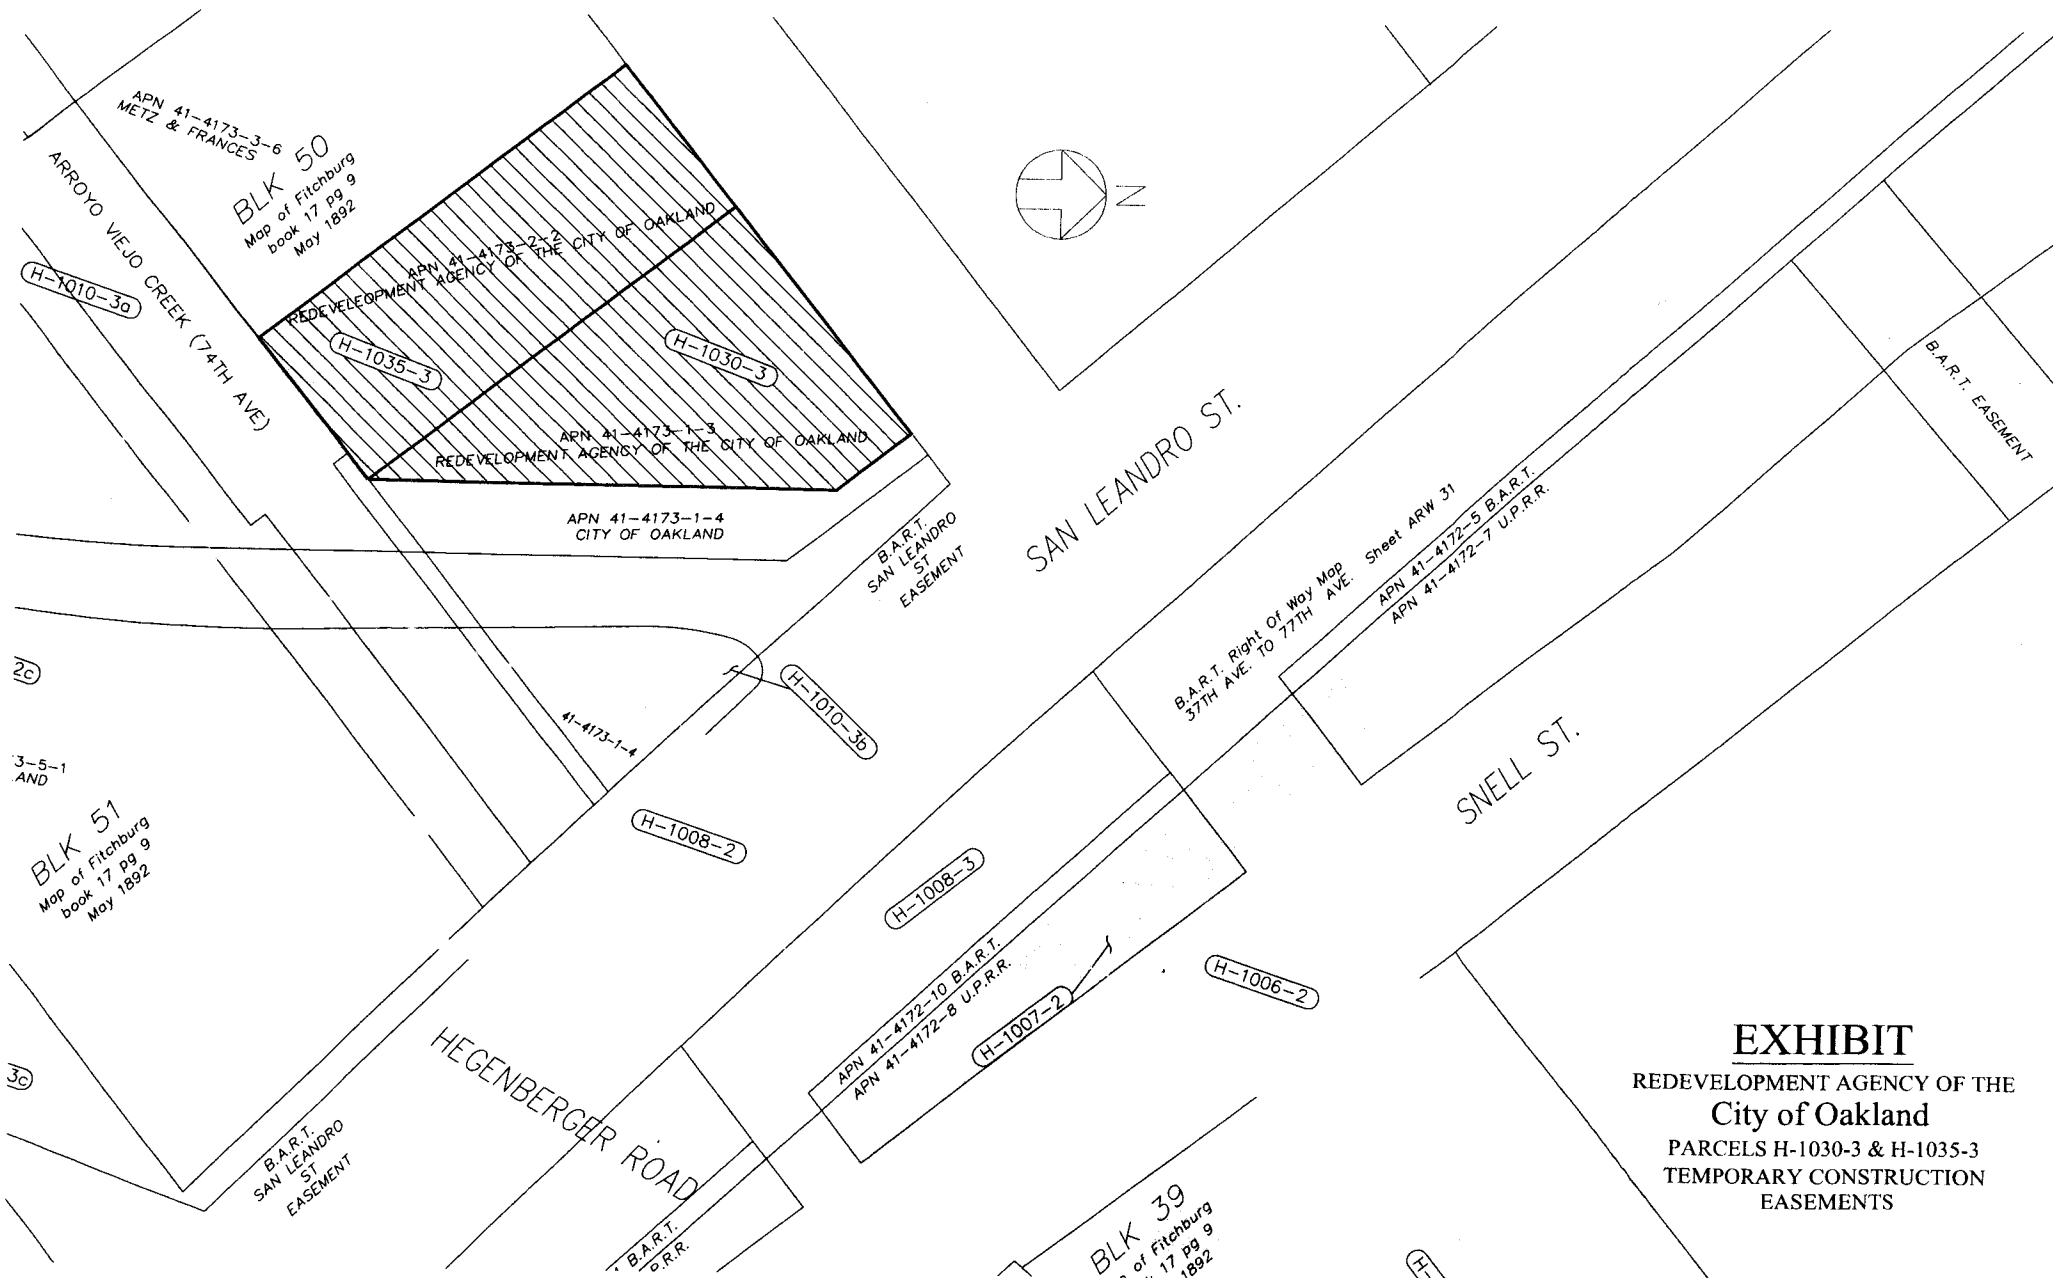 APN 41-4173-3-6
METZ & FRANCES
BLK 50
Map of Fitchburg
book 17 pg 9
May 1892
ARROYO VIEJO CREEK (74TH AVE)
H-1010-3a
APN 41-4173-2-2
REDEVELEOPMENT AGENCY OF THE CITY OF OAKLAND
H-1035-3
H-1030-3
APN 41-4173-1-3
REDEVELOPMENT AGENCY OF THE CITY OF OAKLAND
APN 41-4173-1-4
CITY OF OAKLAND
N
B.A.R.T.
SAN LEANDRO
ST
EASEMENT
SAN LEANDRO ST.
B.A.R.T. EASEMENT
B.A.R.T. Right Of Way Map Sheet ARW 31
37TH AVE. TO 77TH AVE.
APN 41-4172-5 B.A.R.T.
APN 41-4172-7 U.P.R.R.
SNELL ST.
2c
3-5-1
AND
41-4173-1-4
H-1010-3b
H-1008-2
H-1008-3
BLK 51
Map of Fitchburg
book 17 pg 9
May 1892
APN 41-4172-10 B.A.R.T.
APN 41-4172-8 U.P.R.R.
H-1007-2
H-1006-2
3c
HEGENBERGER ROAD
B.A.R.T.
SAN LEANDRO
ST
EASEMENT
B.A.R.T.
P.R.R.
BLK 39
of Fitchburg
17 pg 9
1892
H-
EXHIBIT
REDEVELOPMENT AGENCY OF THE
City of Oakland
PARCELS H-1030-3 & H-1035-3
TEMPORARY CONSTRUCTION
EASEMENTS